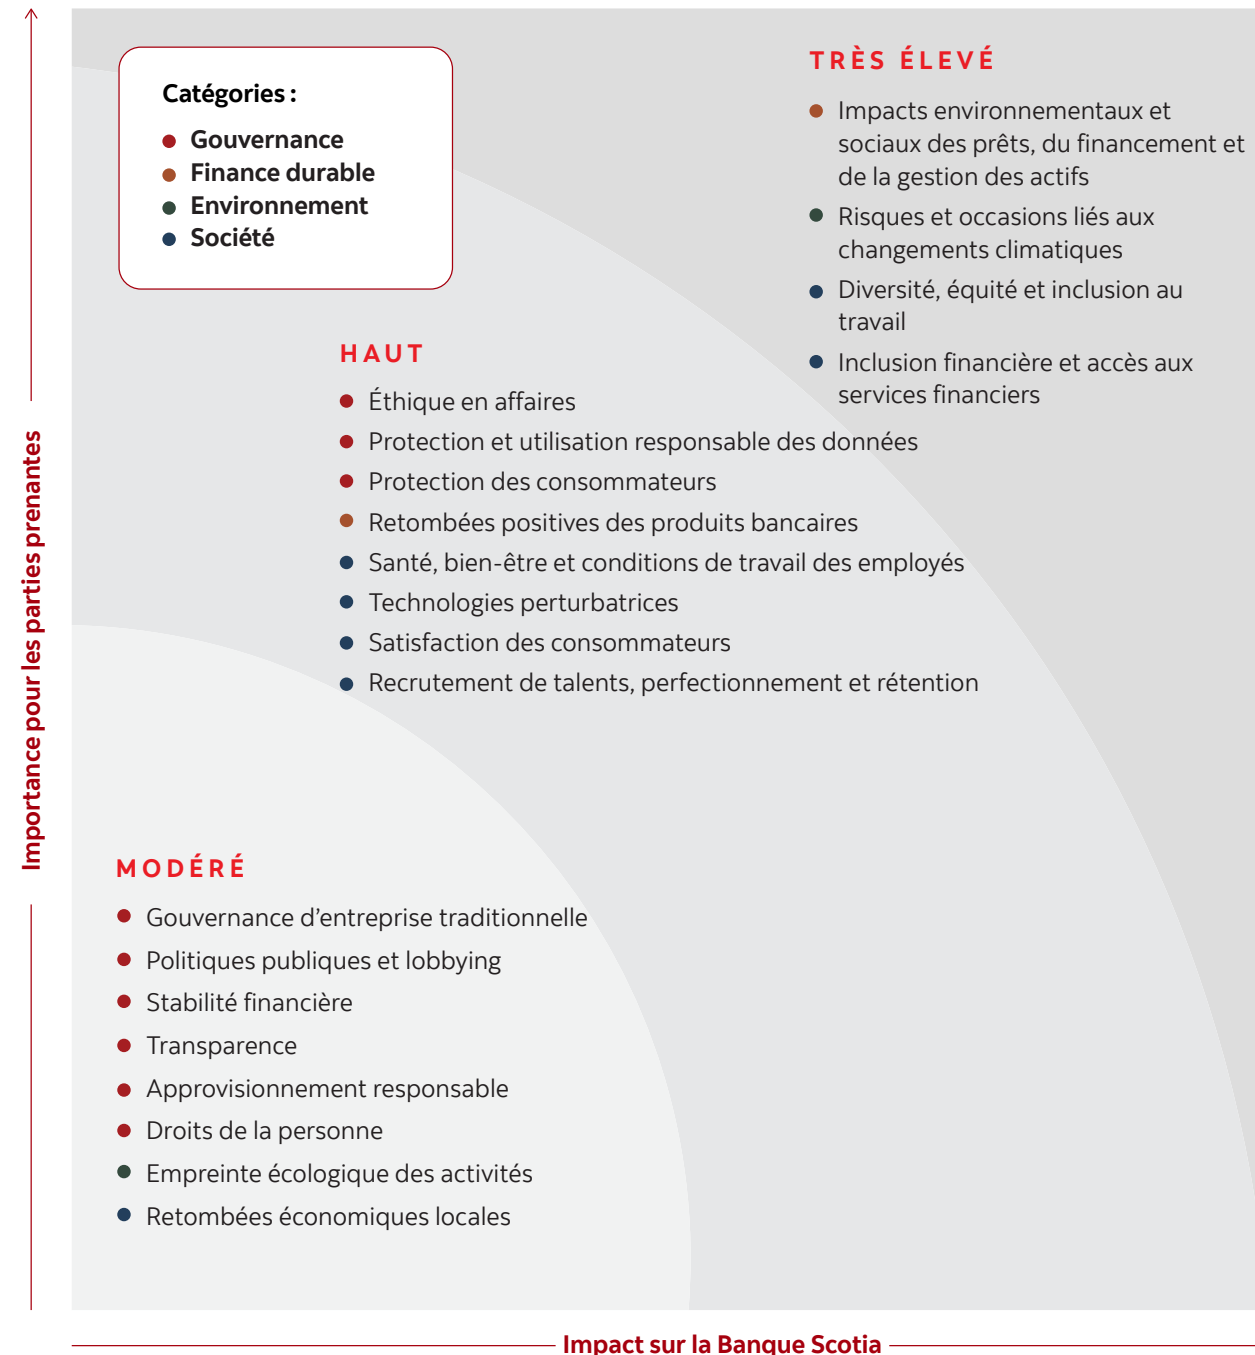 Catégories :
Gouvernance
Finance durable
Environnement
Société
TRÈS ÉLEVÉ
Impacts environnementaux et
sociaux des prêts, du financement et
de la gestion des actifs
Risques et occasions liés aux
changements climatiques
Diversité, équité et inclusion au
travail
Inclusion financière et accès aux
services financiers
HAUT
Éthique en affaires
Protection et utilisation responsable des données
Protection des consommateurs
Retombées positives des produits bancaires
Santé, bien-être et conditions de travail des employés
Technologies perturbatrices
Satisfaction des consommateurs
Recrutement de talents, perfectionnement et rétention
MODÉRÉ
Gouvernance d’entreprise traditionnelle
Politiques publiques et lobbying
Stabilité financière
Transparence
Approvisionnement responsable
Droits de la personne
Empreinte écologique des activités
Retombées économiques locales
Importance pour les parties prenantes
Impact sur la Banque Scotia